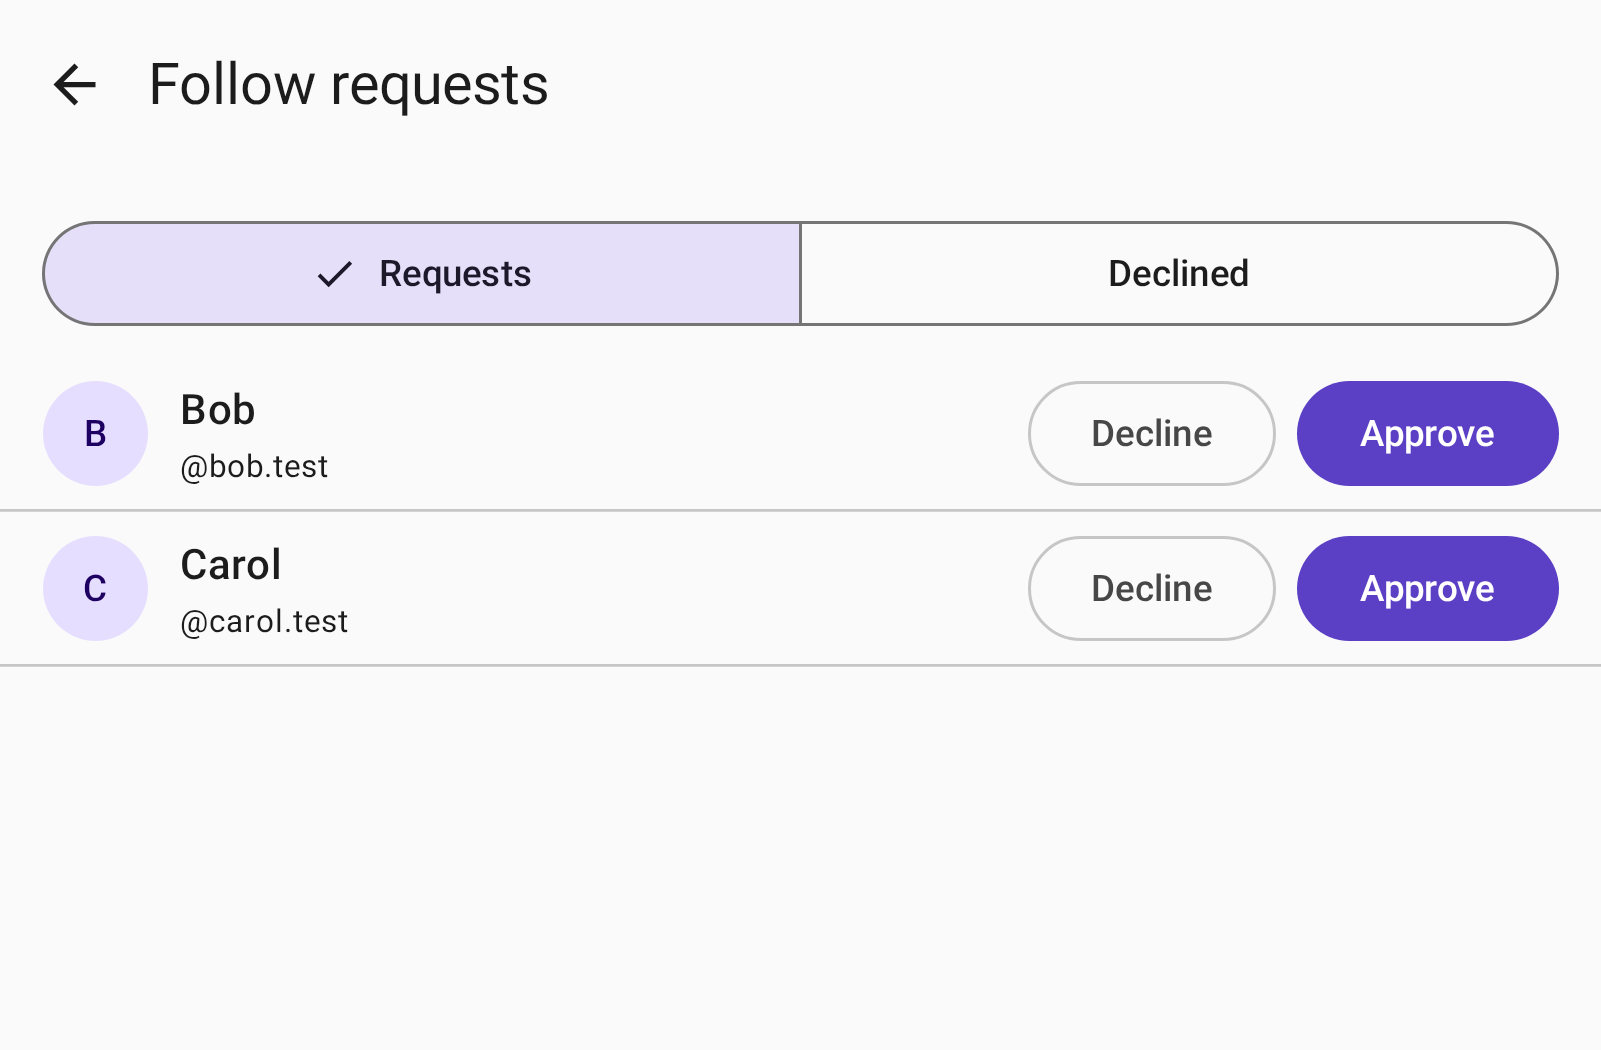 Follow requests
Requests
Declined
B
Bob
@bob.test
Decline
Approve
C
Carol
@carol.test
Decline
Approve